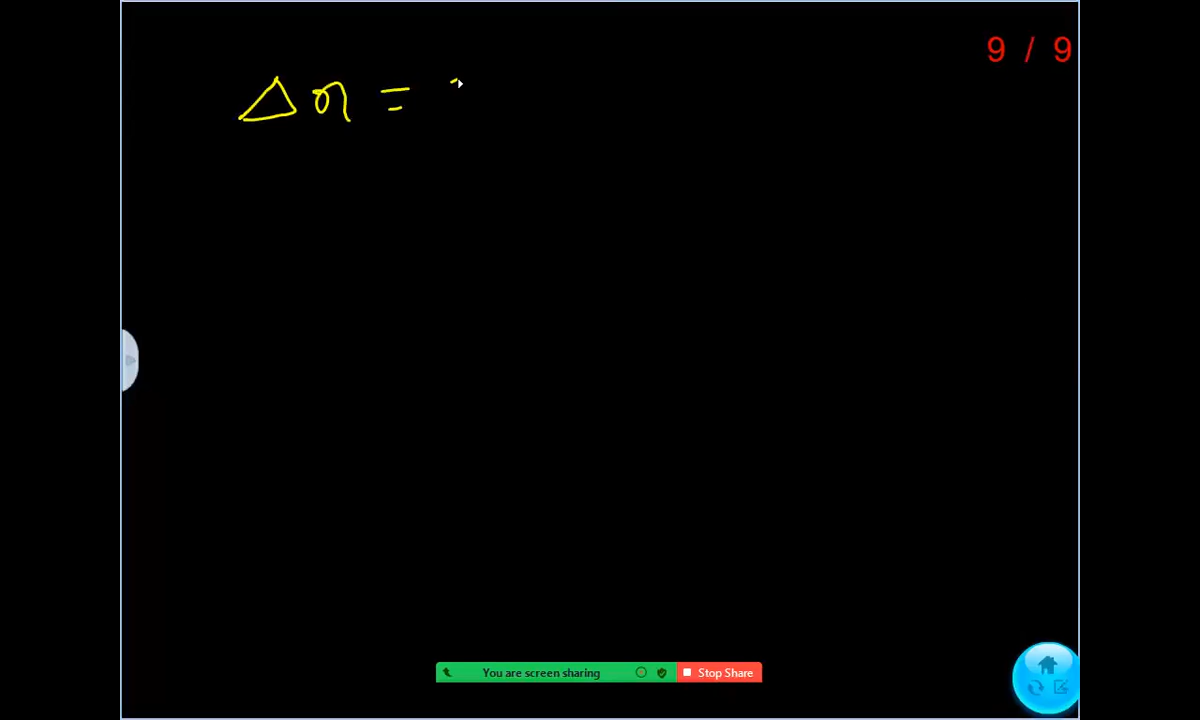 9 / 9
Δn =
You are screen sharing
Stop Share